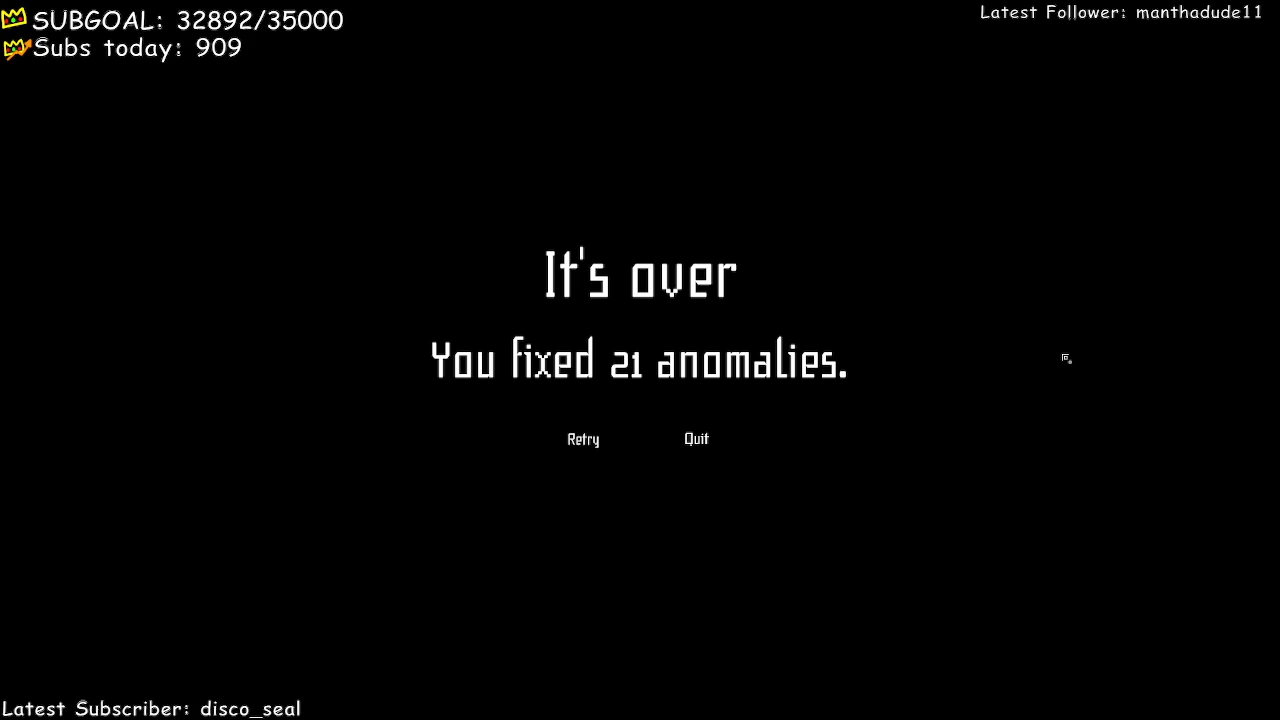 SUBGOAL: 32892/35000
Latest Follower: manthadude11
Subs today: 909
It's over
You fixed 21 anomalies.
Retry
Quit
Latest Subscriber: disco_seal